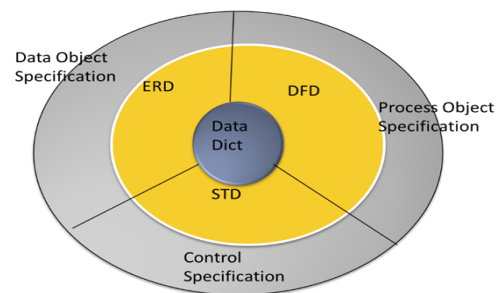 Data Object
Specification
ERD
DFD
Process Object
Specification
Data
Dict
STD
Control
Specification